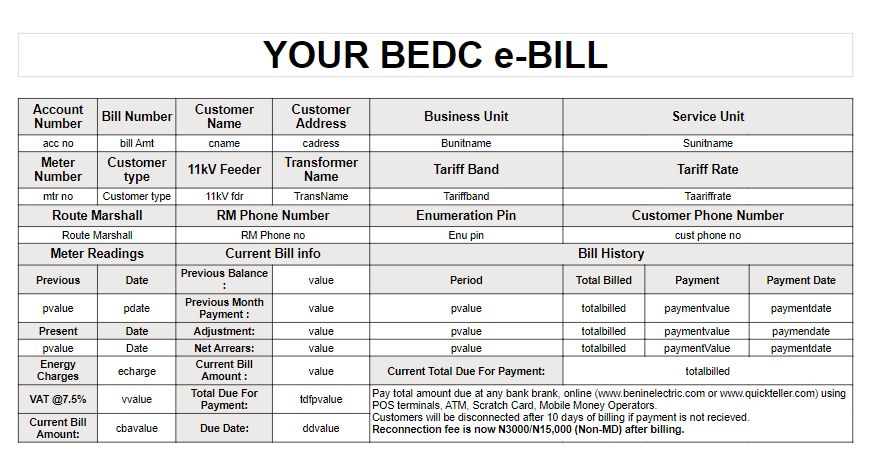 YOUR BEDC e-BILL
Account Number Bill Number Customer Name Customer Address Business Unit Service Unit
acc no bill Amt cname cadress Bunitname Sunitname
Meter Number Customer type 11kV Feeder Transformer Name Tariff Band Tariff Rate
mtr no Customer type 11kV fdr TransName Tariffband Taariffrate
Route Marshall RM Phone Number Enumeration Pin Customer Phone Number
Route Marshall RM Phone no Enu pin cust phone no
Meter Readings Current Bill info Bill History
Previous Date Previous Balance : value Period Total Billed Payment Payment Date
pvalue pdate Previous Month Payment : value pvalue totalbilled paymentvalue paymentdate
Present Date Adjustment: value pvalue totalbilled paymentvalue paymendate
pvalue Date Net Arrears: value pvalue totalbilled paymentValue paymentdate
Energy Charges echarge Current Bill Amount : value Current Total Due For Payment: totalbilled
VAT @7.5% vvalue Total Due For Payment: tdfpvalue
Current Bill Amount: cbavalue Due Date: ddvalue
Pay total amount due at any bank brank, online (www.beninelectric.com or www.quickteller.com) using
POS terminals, ATM, Scratch Card, Mobile Money Operators.
Customers will be disconnected after 10 days of billing if payment is not recieved.
Reconnection fee is now N3000/N15,000 (Non-MD) after billing.